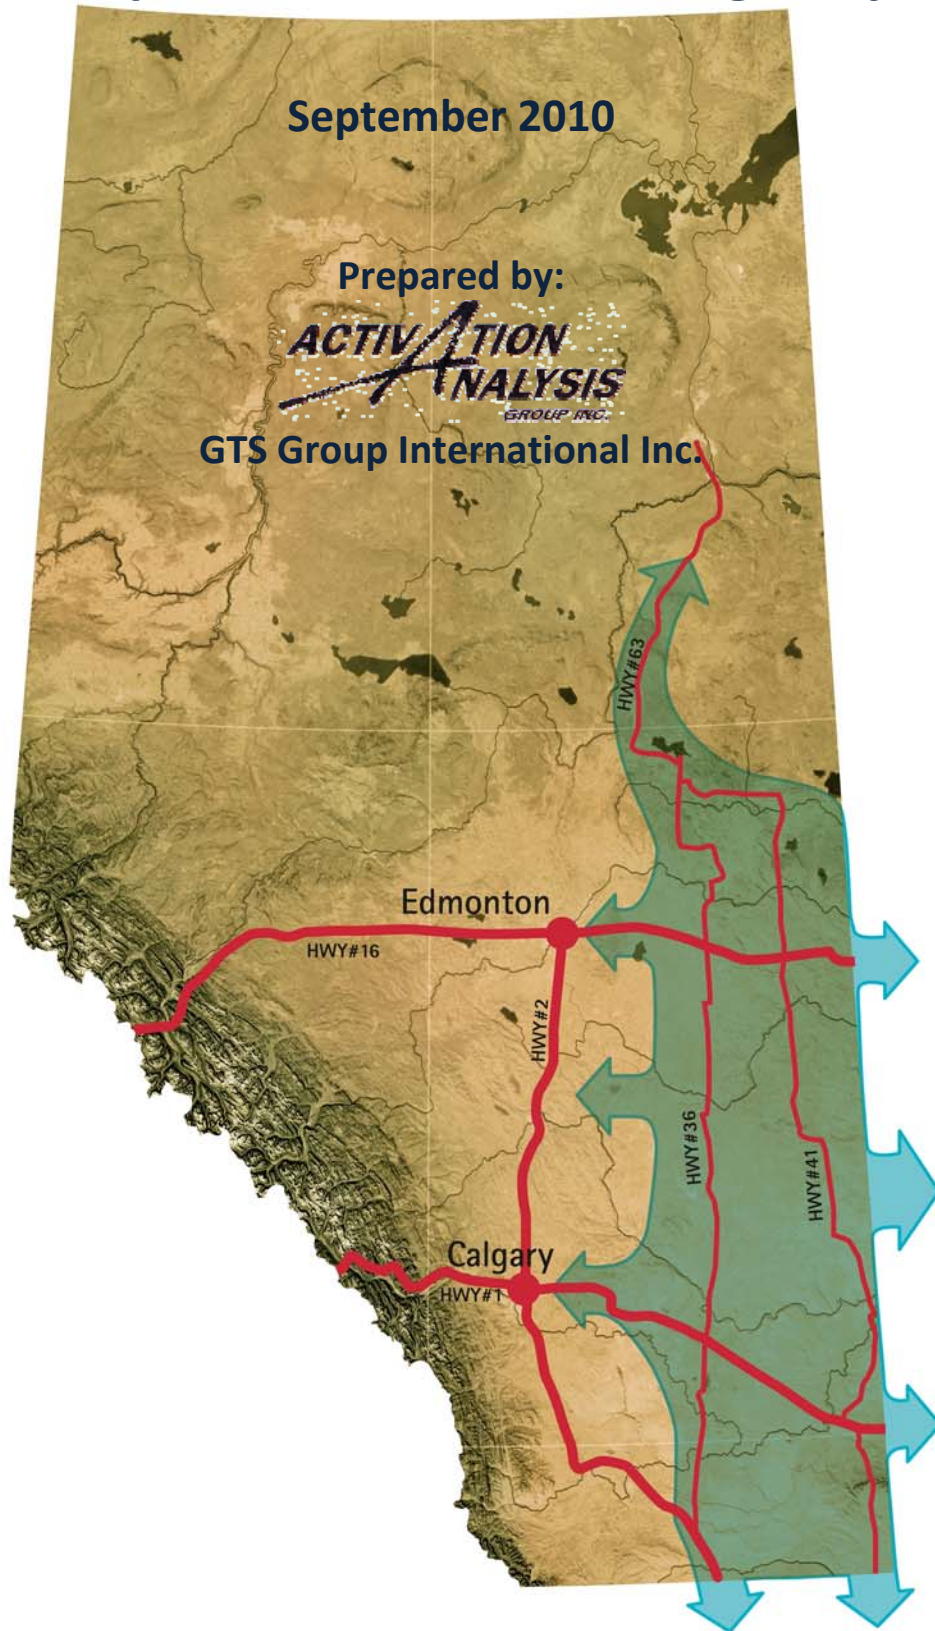 September 2010
Prepared by:
ACTIVATION
ANALYSIS
GROUP INC.
GTS Group International Inc.
HWY#63
Edmonton
HWY#16
HWY#2
HWY#36
HWY#41
Calgary
HWY#1